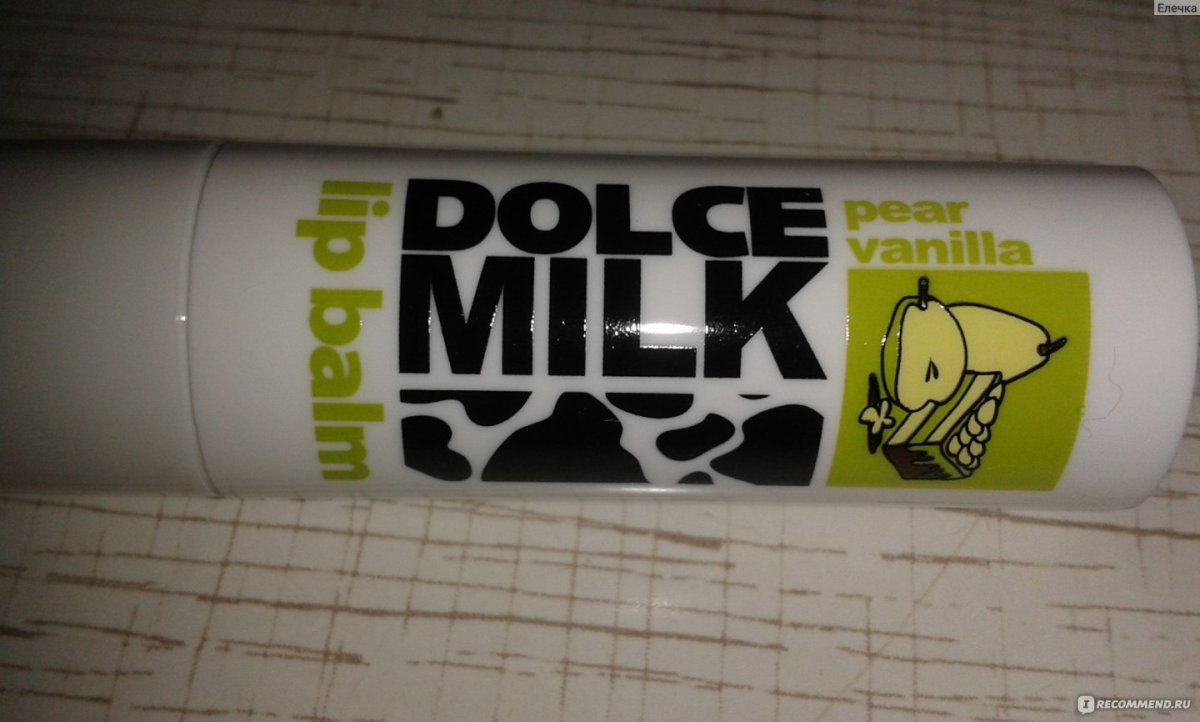 Елечка
lip balm
DOLCE
MILK
pear
vanilla
IRECOMMEND.RU